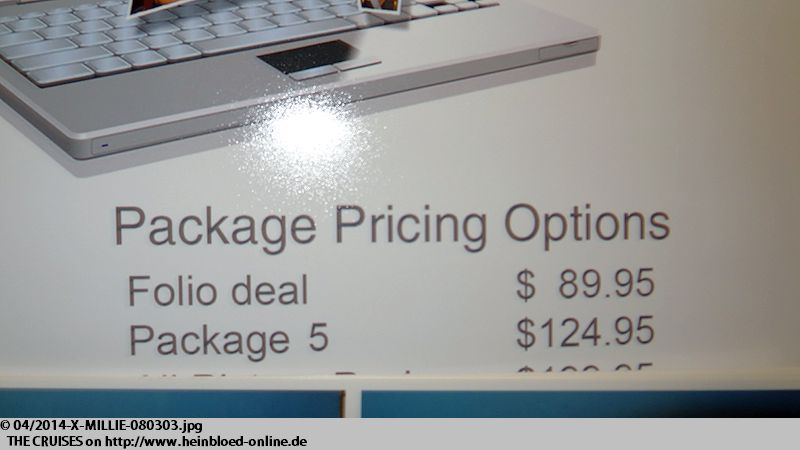 Package Pricing Options
Folio deal $ 89.95
Package 5 $124.95
© 04/2014-X-MILLIE-080303.jpg
THE CRUISES on http://www.heinbloed-online.de